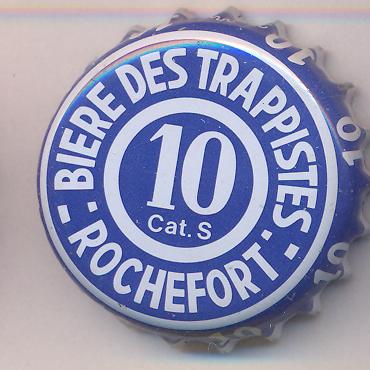 - BIERE DES TRAPPISTES -
ROCHEFORT
10
Cat. S
10
10
10